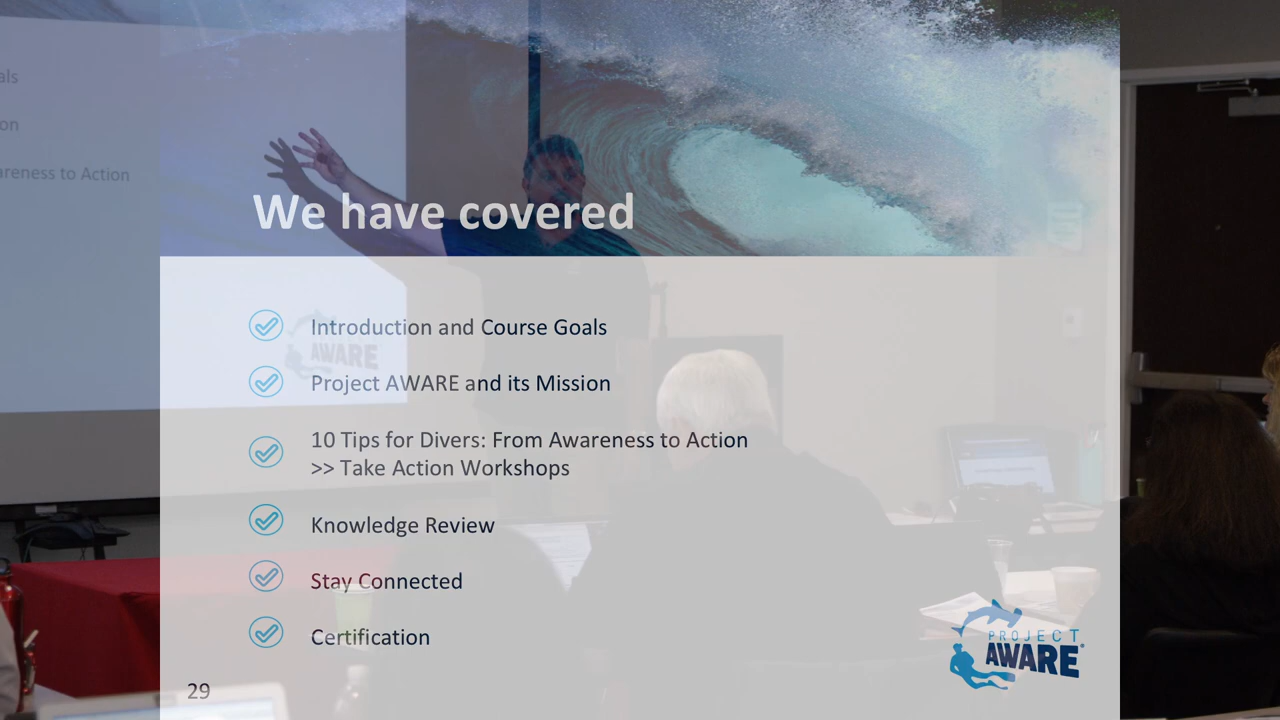 als
on
areness to Action
We have covered
Introduction and Course Goals
Project AWARE and its Mission
10 Tips for Divers: From Awareness to Action
>> Take Action Workshops
Knowledge Review
Stay Connected
Certification
29
AWARE
PROJECT
AWARE®